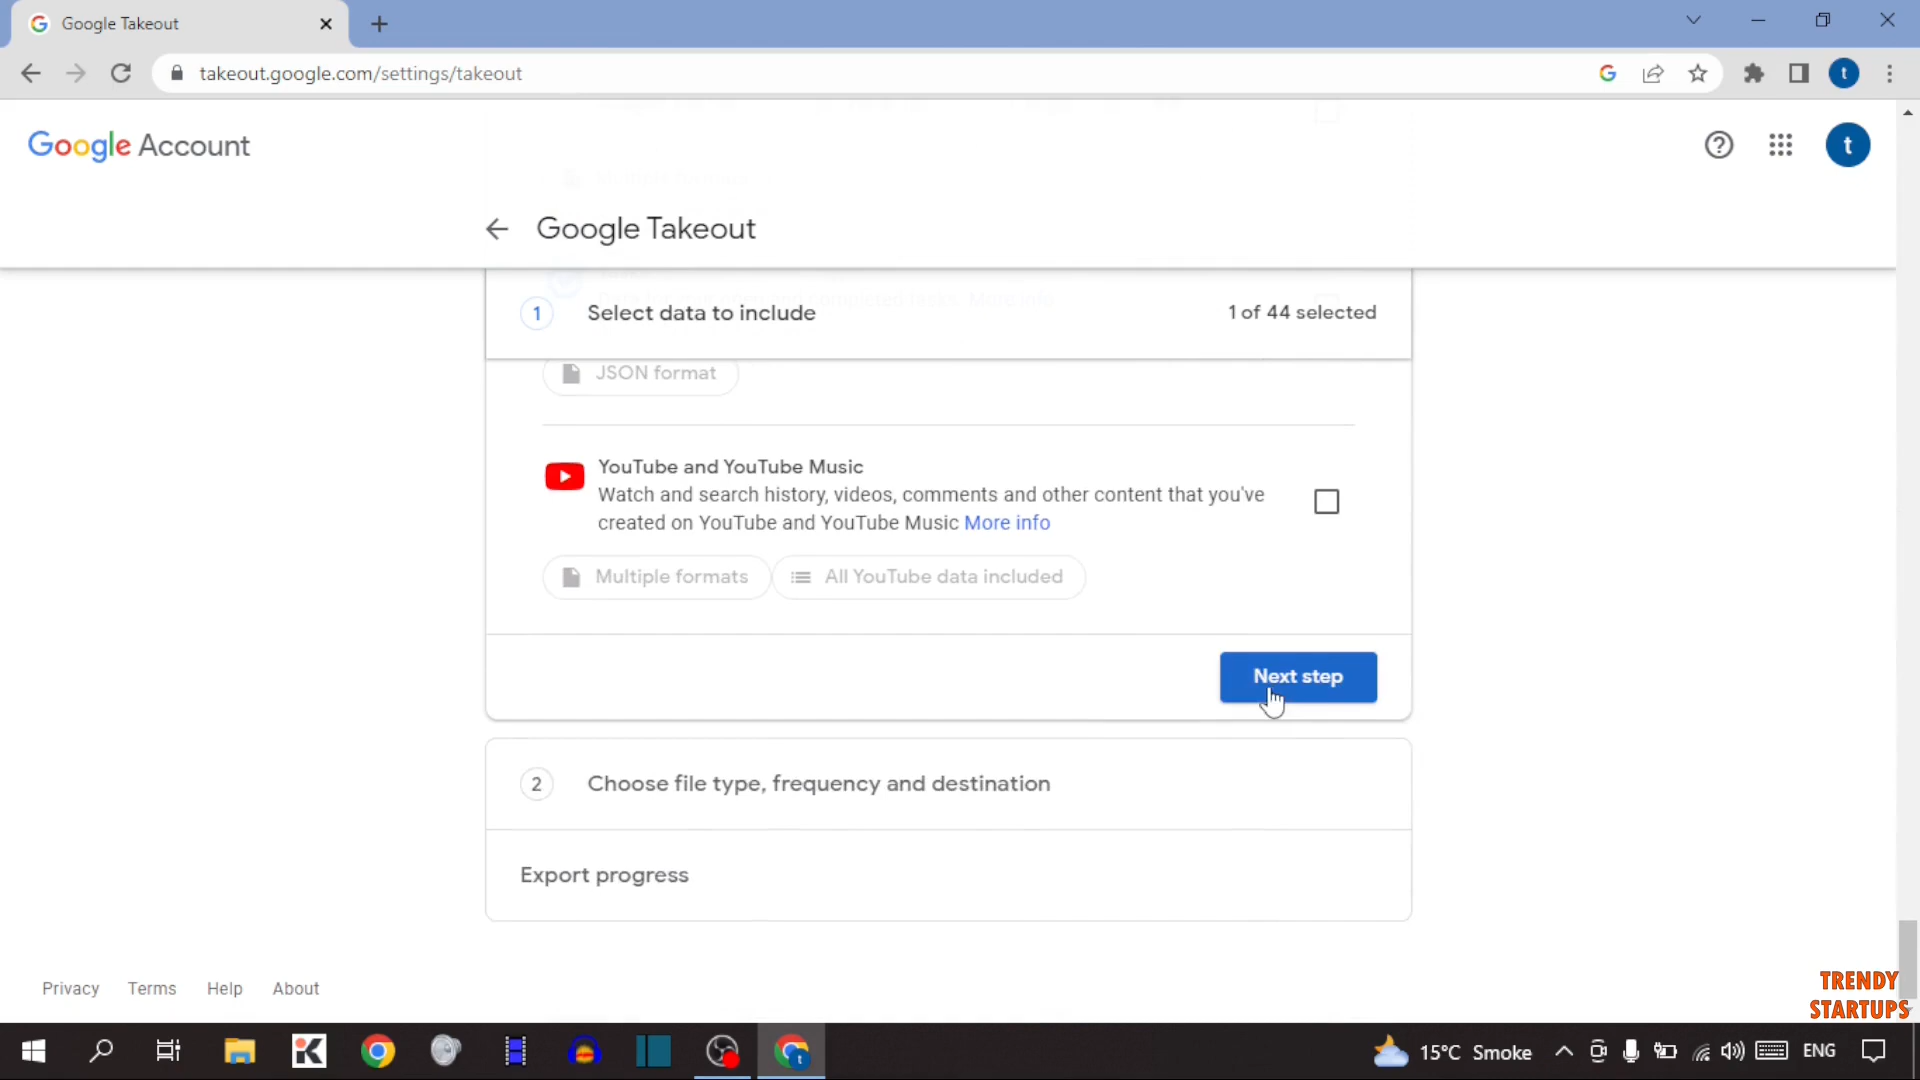 Google Takeout
takeout.google.com/settings/takeout
Google Account
t
t
Google Takeout
1 Select data to include 1 of 44 selected
JSON format
YouTube and YouTube Music
Watch and search history, videos, comments and other content that you've
created on YouTube and YouTube Music More info
Multiple formats All YouTube data included
Next step
2 Choose file type, frequency and destination
Export progress
Privacy Terms Help About
TRENDY
STARTUPS
15°C Smoke ENG